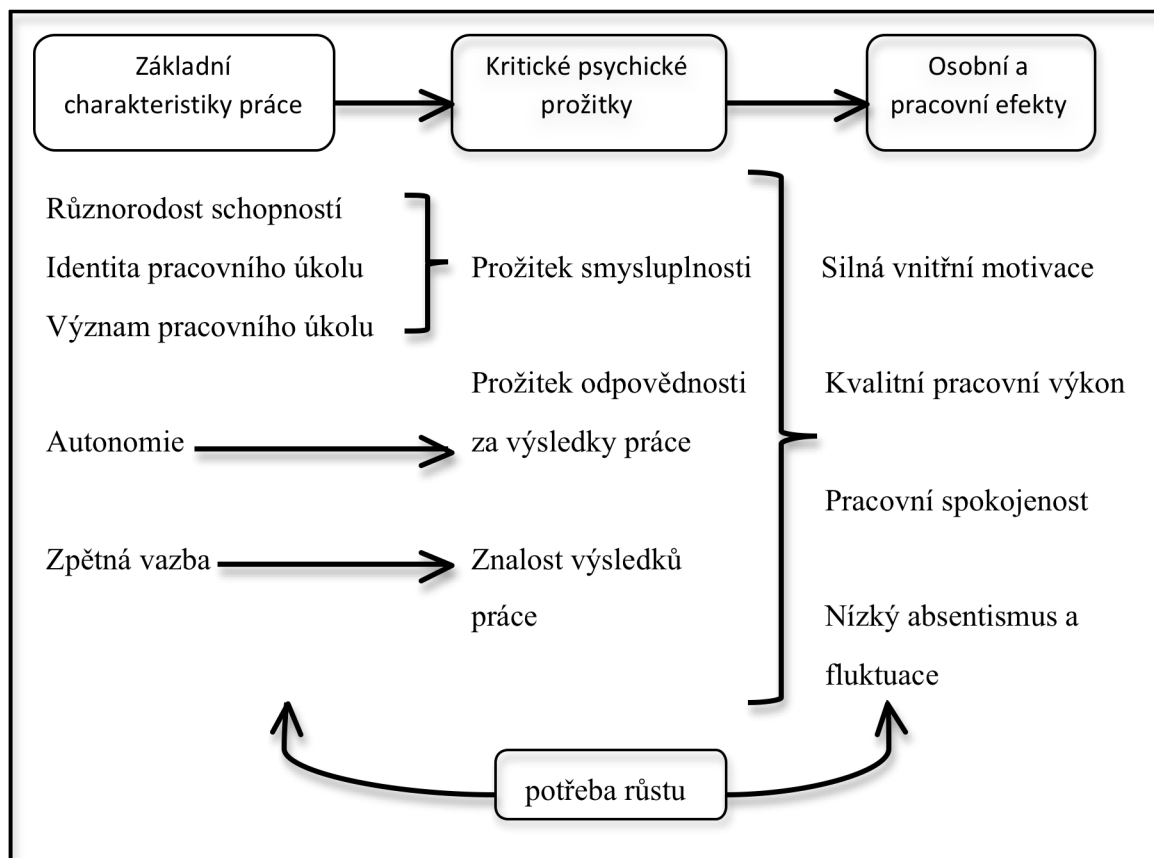 Základní
charakteristiky práce
Kritické psychické
prožitky
Osobní a
pracovní efekty
Různorodost schopností
Identita pracovního úkolu
Význam pracovního úkolu
Autonomie
Zpětná vazba
Prožitek smysluplnosti
Prožitek odpovědnosti
za výsledky práce
Znalost výsledků
práce
Silná vnitřní motivace
Kvalitní pracovní výkon
Pracovní spokojenost
Nízký absentismus a
fluktuace
potřeba růstu